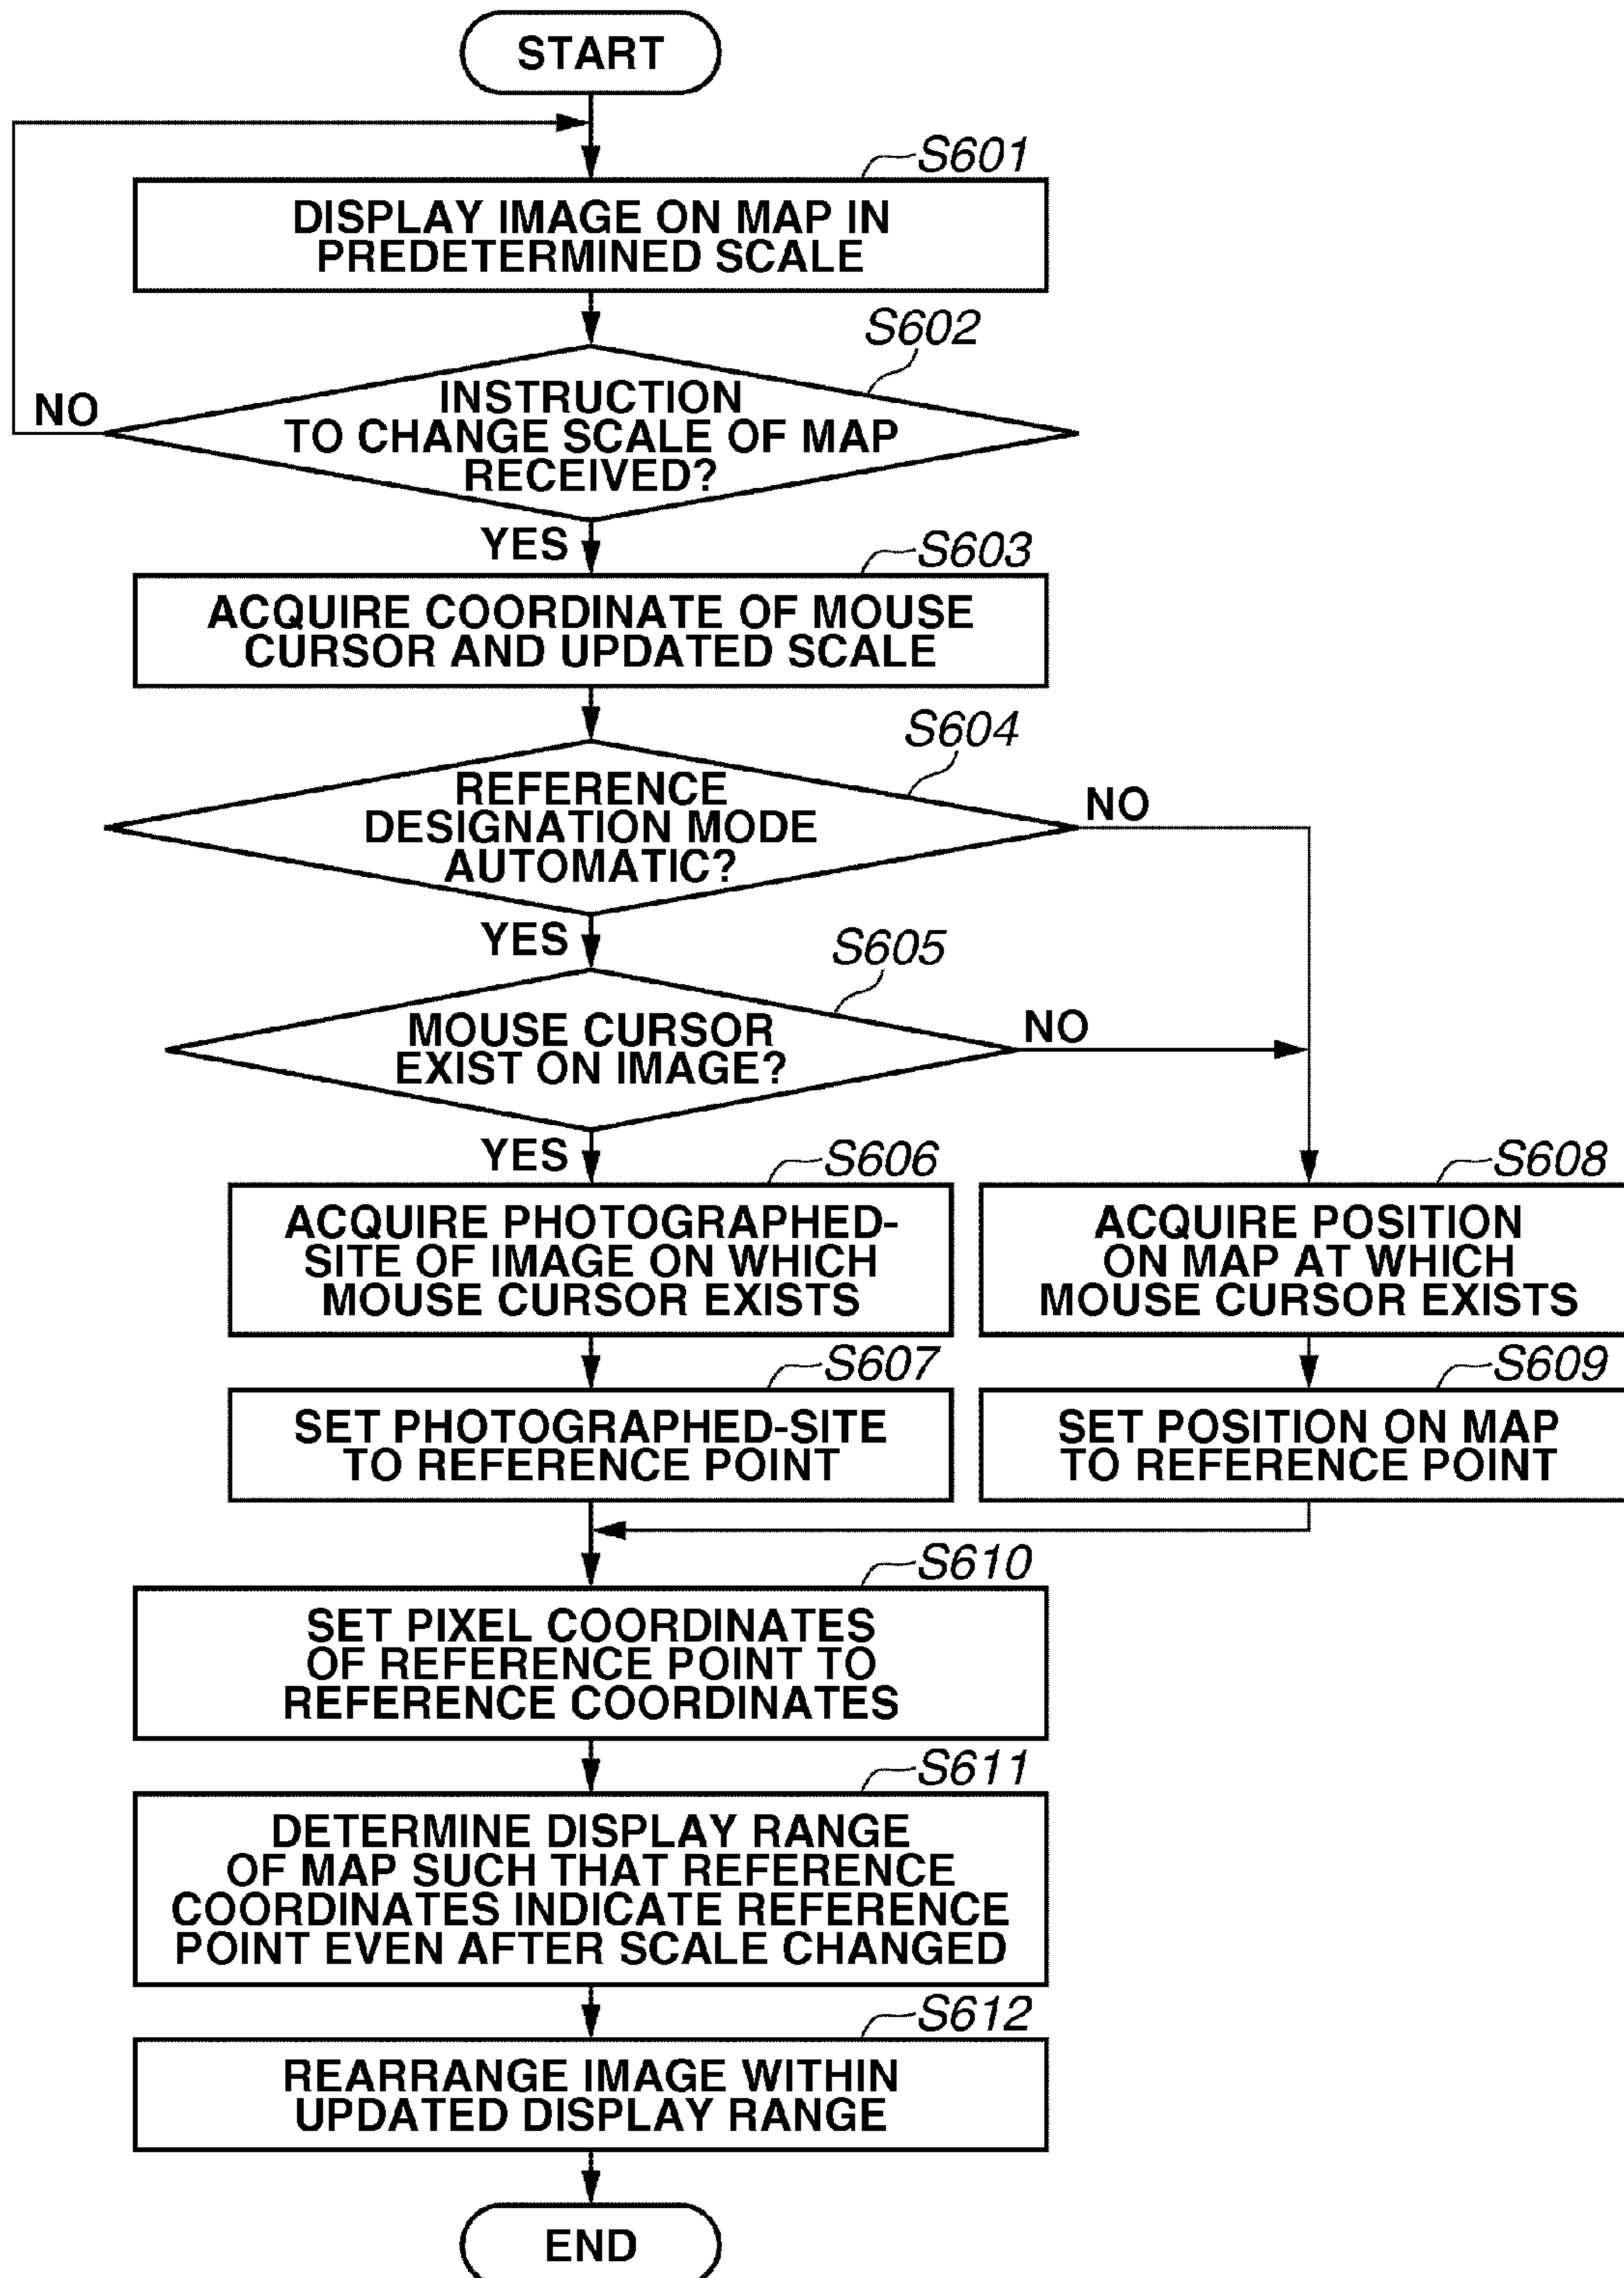 START
S601
DISPLAY IMAGE ON MAP IN
PREDETERMINED SCALE
S602
INSTRUCTION
TO CHANGE SCALE OF MAP
RECEIVED?
NO
YES
S603
ACQUIRE COORDINATE OF MOUSE
CURSOR AND UPDATED SCALE
S604
REFERENCE
DESIGNATION MODE
AUTOMATIC?
NO
YES
S605
MOUSE CURSOR
EXIST ON IMAGE?
NO
YES
S606
ACQUIRE PHOTOGRAPHED-
SITE OF IMAGE ON WHICH
MOUSE CURSOR EXISTS
S608
ACQUIRE POSITION
ON MAP AT WHICH
MOUSE CURSOR EXISTS
S607
SET PHOTOGRAPHED-SITE
TO REFERENCE POINT
S609
SET POSITION ON MAP
TO REFERENCE POINT
S610
SET PIXEL COORDINATES
OF REFERENCE POINT TO
REFERENCE COORDINATES
S611
DETERMINE DISPLAY RANGE
OF MAP SUCH THAT REFERENCE
COORDINATES INDICATE REFERENCE
POINT EVEN AFTER SCALE CHANGED
S612
REARRANGE IMAGE WITHIN
UPDATED DISPLAY RANGE
END